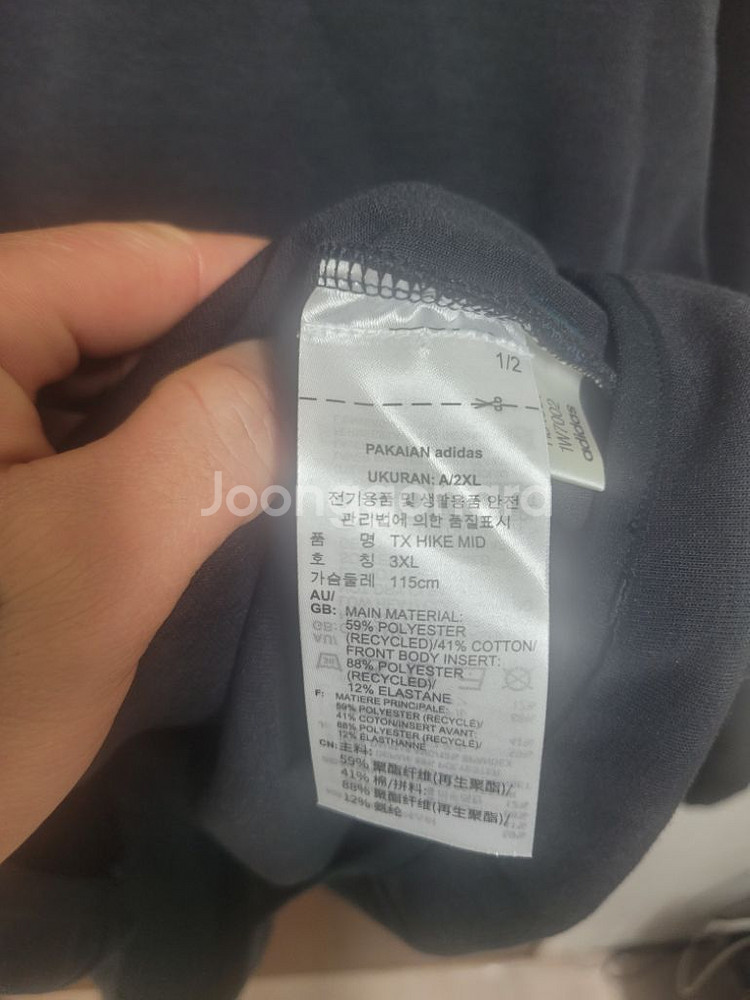 1/2
PAKAIAN adidas
UKURAN: A/2XL
전기용품 및 생활용품 안전
관리법에 의한 품질표시
품 명 TX HIKE MID
호 칭 3XL
가슴둘레 115cm
AU/
GB: MAIN MATERIAL:
59% POLYESTER
(RECYCLED)/41% COTTON/
FRONT BODY INSERT:
88% POLYESTER
(RECYCLED)/
12% ELASTANE
F: MATIERE PRINCIPALE:
59% POLYESTER (RECYCLÉ)/
41% COTON/INSERT AVANT:
88% POLYESTER (RECYCLÉ)/
12% ÉLASTHANNE
CN: 主料:
59% 聚酯纤维(再生聚酯)/
41% 棉/拼料:
88% 聚酯纤维(再生聚酯)/
12% 氨纶
1W7002
adidas
Joonggonara